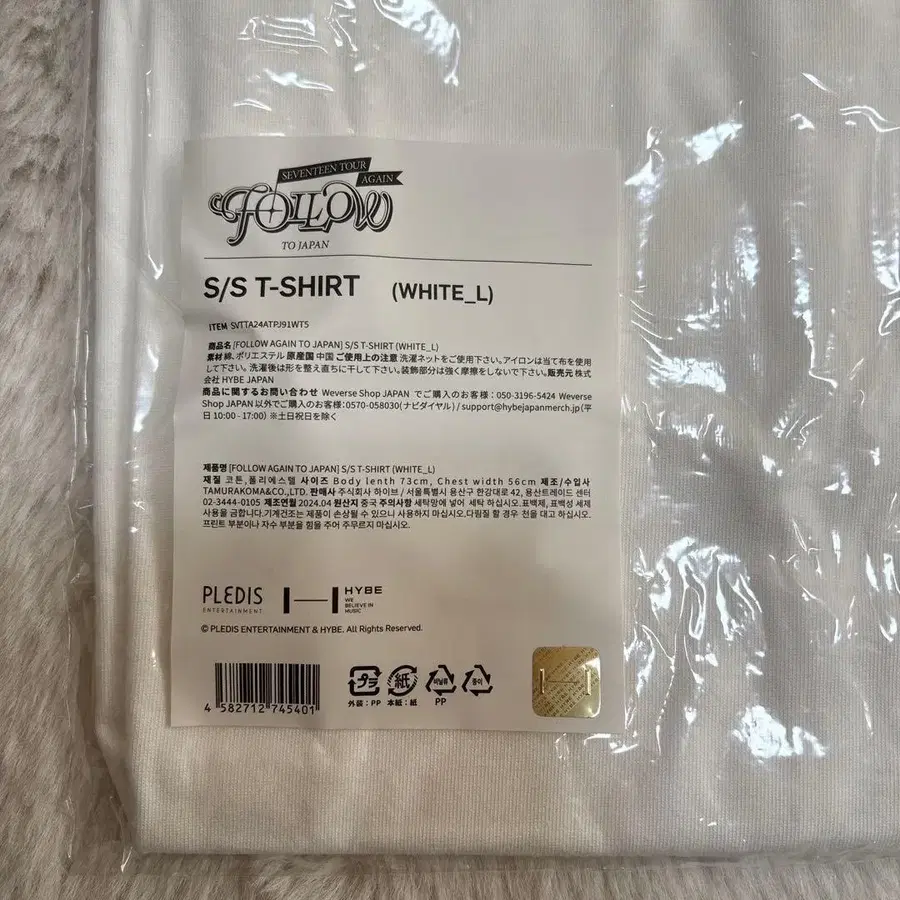 SEVENTEEN TOUR
AGAIN
FOLLOW
TO JAPAN
S/S T-SHIRT (WHITE_L)
ITEM SVTTA24ATPJ91WT5
商品名 [FOLLOW AGAIN TO JAPAN] S/S T-SHIRT (WHITE_L)
素材 綿、ポリエステル 原産国 中国 ご使用上の注意 洗濯ネットをご使用下さい。アイロンは当て布を使用
して下さい。洗濯後は形を整え直ちに干して下さい。装飾部分は強く摩擦をしないで下さい。販売元 株式
会社 HYBE JAPAN
商品に関するお問い合わせ Weverse Shop JAPAN でご購入のお客様 : 050-3196-5424 Weverse
Shop JAPAN 以外でご購入のお客様 : 0570-058030(ナビダイヤル) / support@hybejapanmerch.jp(平
日 10:00 - 17:00) ※土日祝日を除く
제품명 [FOLLOW AGAIN TO JAPAN] S/S T-SHIRT (WHITE_L)
재질 코튼, 폴리에스텔 사이즈 Body lenth 73cm, Chest width 56cm 제조/수입사
TAMURAKOMA&CO.,LTD. 판매사 주식회사 하이브 / 서울특별시 용산구 한강대로 42, 용산트레이드 센터
02-3444-0105 제조연월 2024.04 원산지 중국 주의사항 세탁망에 넣어 세탁 하십시오. 표백제, 표백성 세제
사용을 금합니다. 기계건조는 제품이 손상될 수 있으니 사용하지 마십시오. 다림질 할 경우 천을 대고 하십시오.
프린트 부분이나 자수 부분을 힘을 주어 주무르지 마십시오.
PLEDIS
ENTERTAINMENT
HYBE
WE
BELIEVE IN
MUSIC
© PLEDIS ENTERTAINMENT & HYBE. All Rights Reserved.
4 582712 745401
プラ
外装 : PP
紙
本紙 : 紙
비닐류
PP
종이